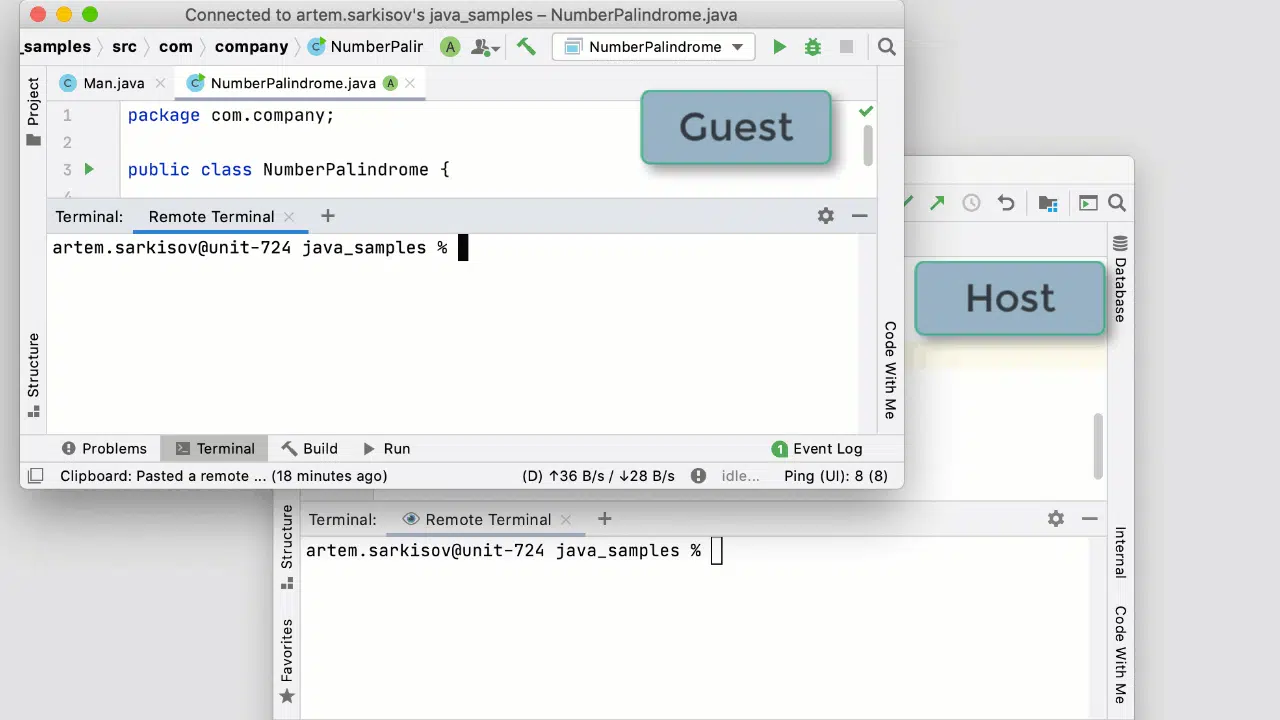 Connected to artem.sarkisov's java_samples – NumberPalindrome.java
_samples src com company NumberPalir A NumberPalindrome
Project
C Man.java C NumberPalindrome.java A
1 package com.company;
2
3 public class NumberPalindrome {
4
Guest
Terminal: Remote Terminal +
artem.sarkisov@unit-724 java_samples %
Structure
Code With Me
Problems Terminal Build Run 1 Event Log
Clipboard: Pasted a remote ... (18 minutes ago) (D) ↑36 B/s / ↓28 B/s idle... Ping (UI): 8 (8)
Database
Host
Structure
Terminal: Remote Terminal +
artem.sarkisov@unit-724 java_samples %
Favorites
Internal
Code With Me